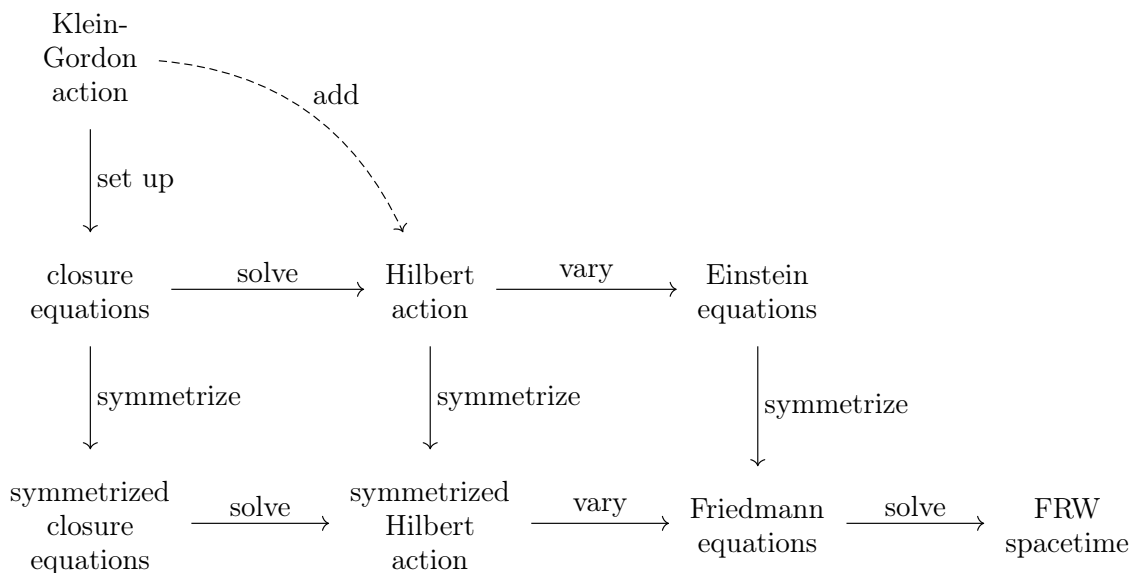 Klein-
Gordon
action
add
set up
closure
equations
solve
Hilbert
action
vary
Einstein
equations
symmetrize
symmetrize
symmetrize
symmetrized
closure
equations
solve
symmetrized
Hilbert
action
vary
Friedmann
equations
solve
FRW
spacetime